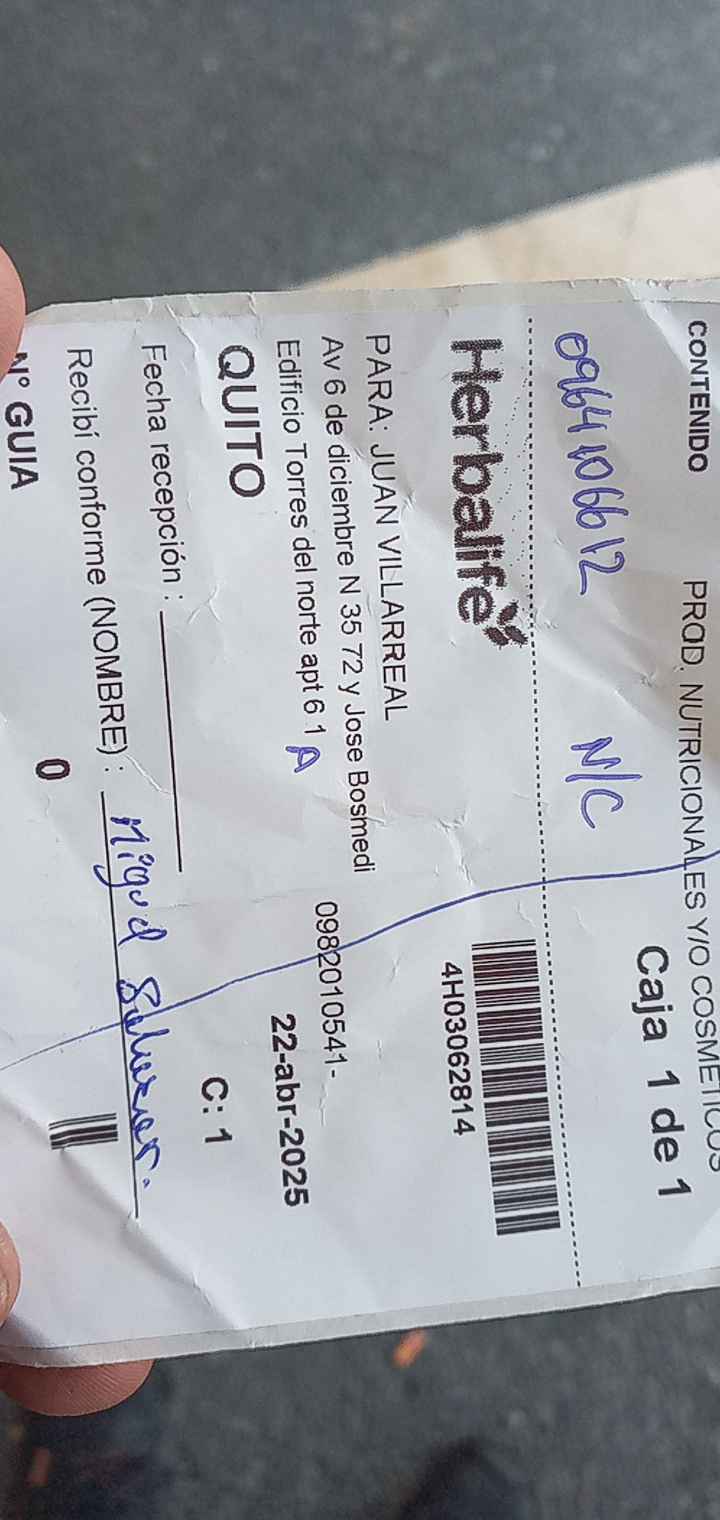 CONTENIDO PROD. NUTRICIONALES Y/O COSMETICOS
Caja 1 de 1
0964106612 N/C
Herbalife
4H03062814
PARA: JUAN VILLARREAL
Av 6 de diciembre N 35 72 y Jose Bosmedi
0982010541-
Edificio Torres del norte apt 6 1 A
22-abr-2025
QUITO
C: 1
Fecha recepción :
Recibí conforme (NOMBRE) : Miguel Salazar.
N° GUIA 0